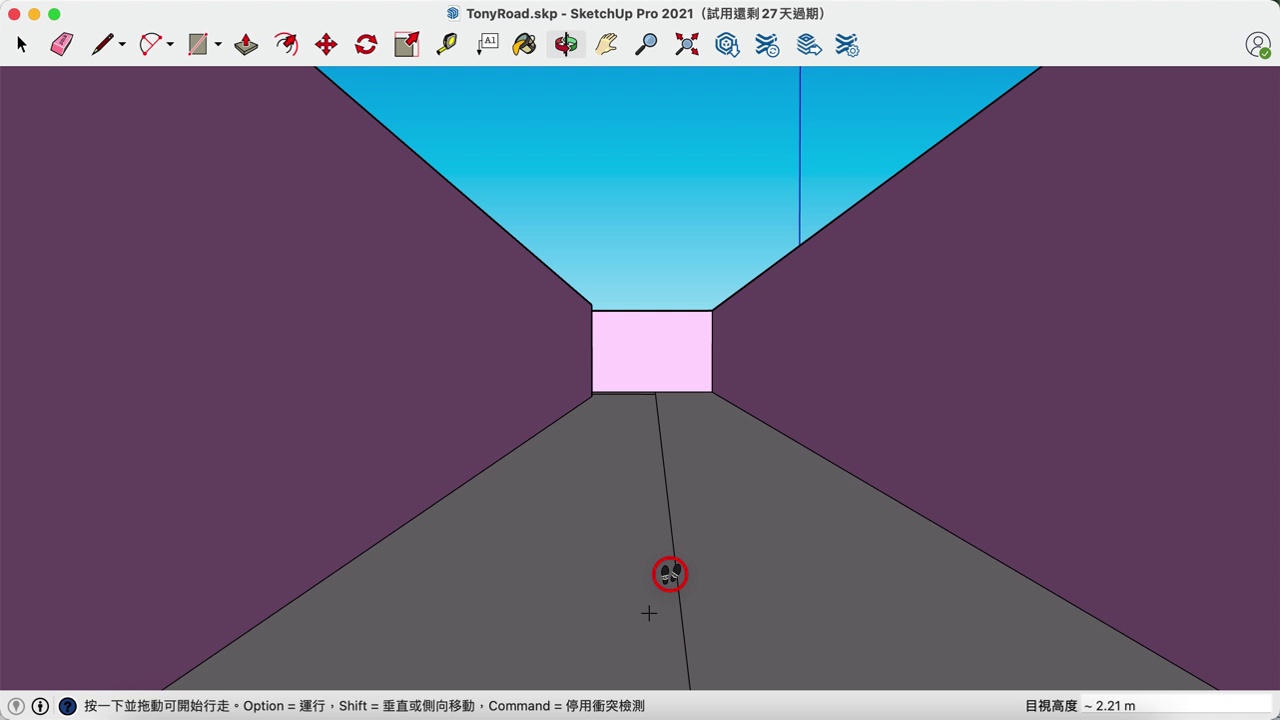 TonyRoad.skp - SketchUp Pro 2021（試用還剩 27 天過期）
A1
按一下並拖動可開始行走。Option = 運行，Shift = 垂直或側向移動，Command = 停用衝突檢測
目視高度 ~ 2.21 m